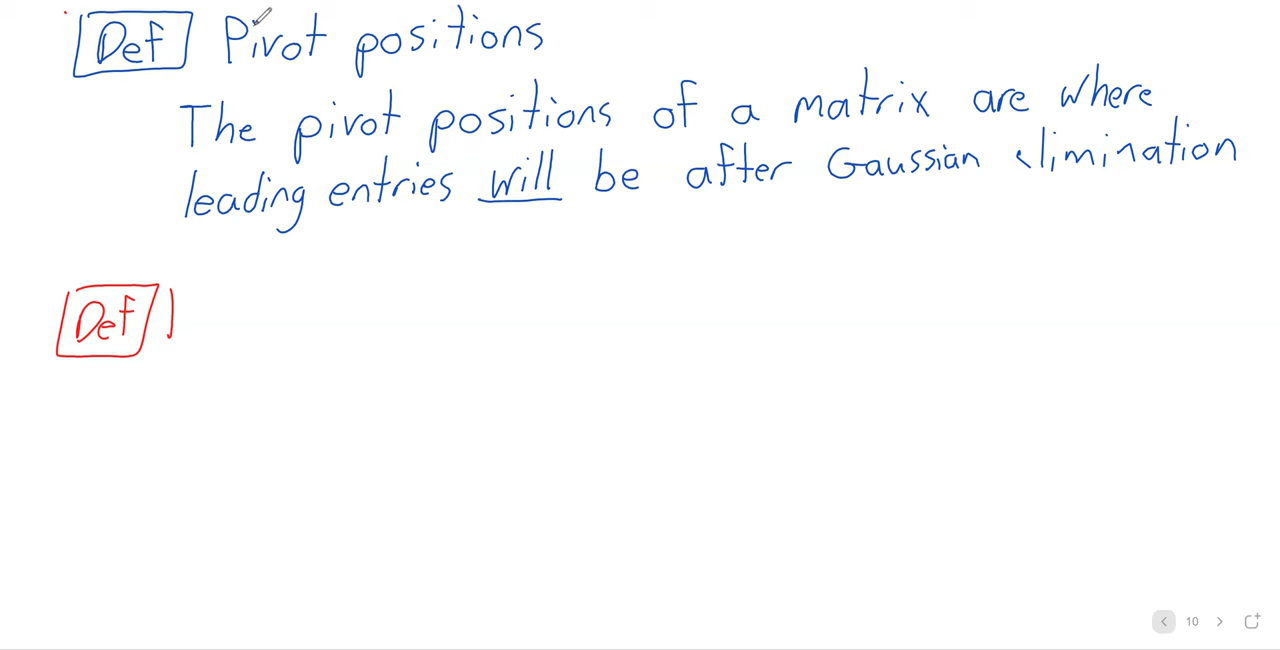 Def Pivot positions
The pivot positions of a matrix are where
leading entries will be after Gaussian elimination
Def
10